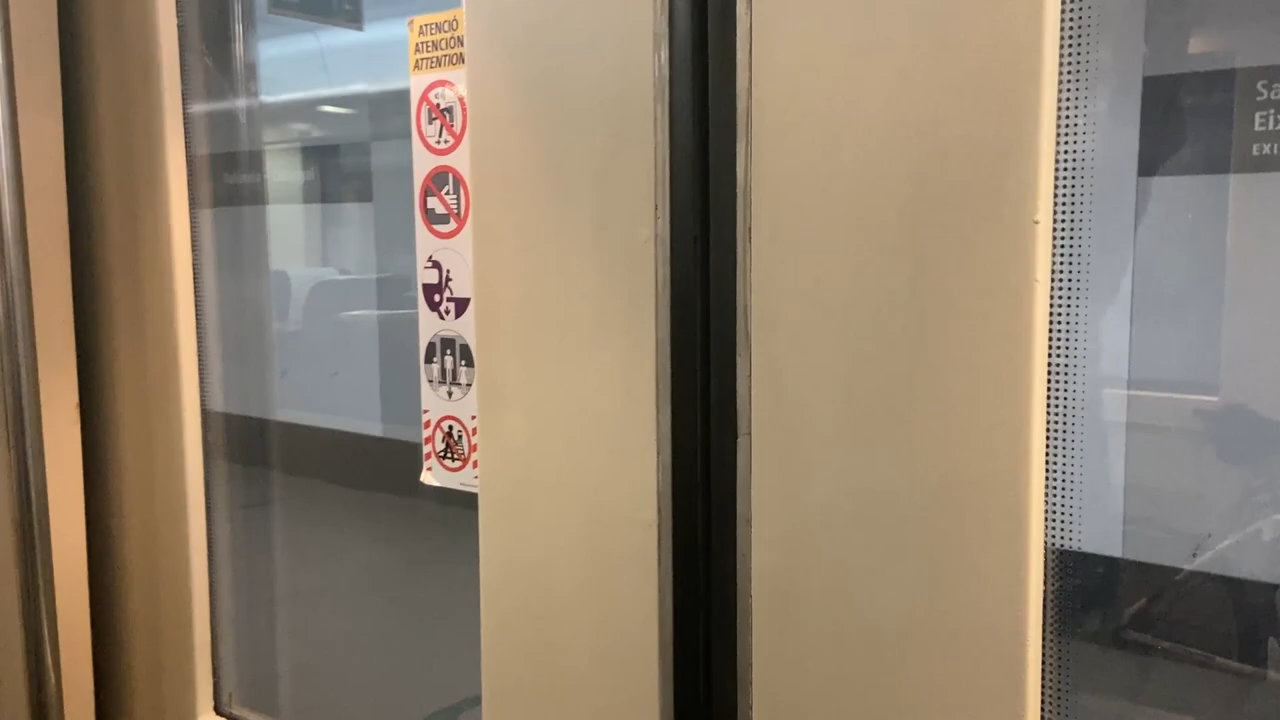 ATENCIÓ
ATENCIÓN
ATTENTION
Sa
Eix
EXI